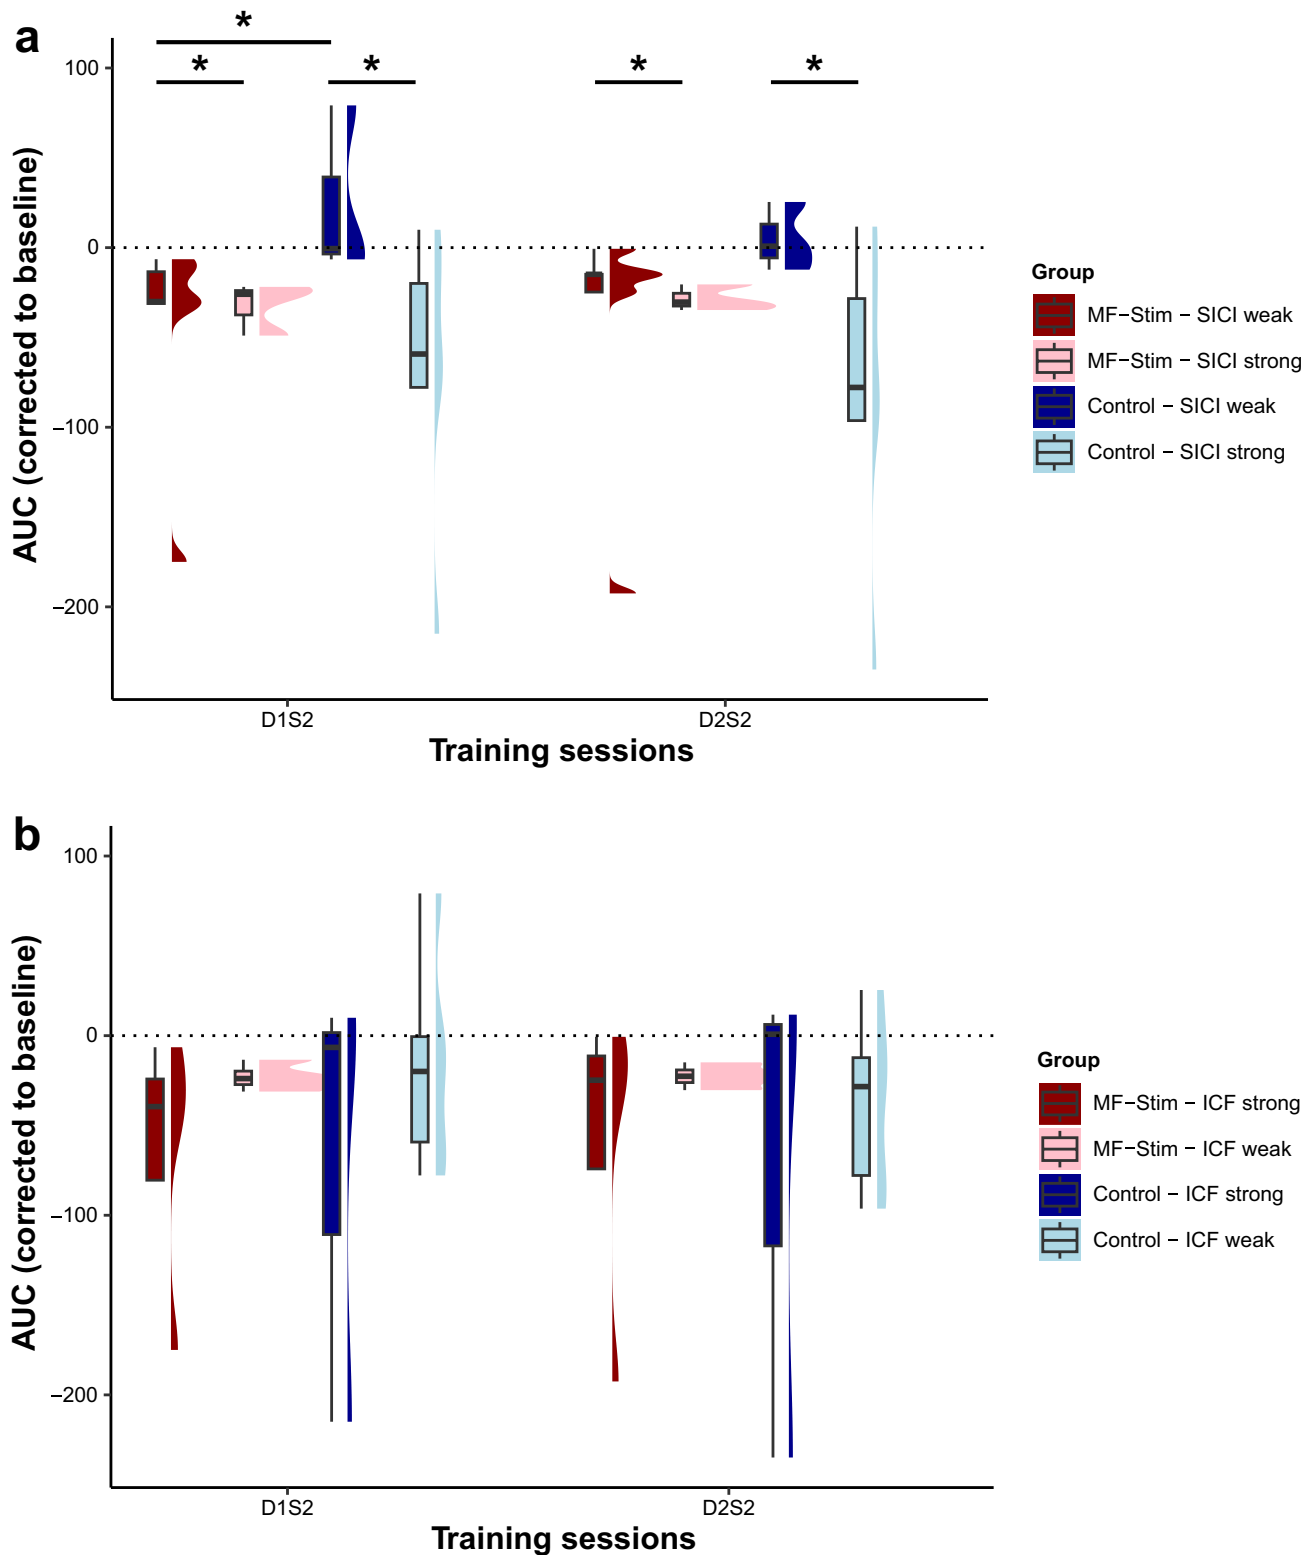 a
*
* * * *
100
0
−100
−200
AUC (corrected to baseline)
D1S2 D2S2
Training sessions
Group
MF−Stim − SICI weak
MF−Stim − SICI strong
Control − SICI weak
Control − SICI strong
b
100
0
−100
−200
AUC (corrected to baseline)
D1S2 D2S2
Training sessions
Group
MF−Stim − ICF strong
MF−Stim − ICF weak
Control − ICF strong
Control − ICF weak